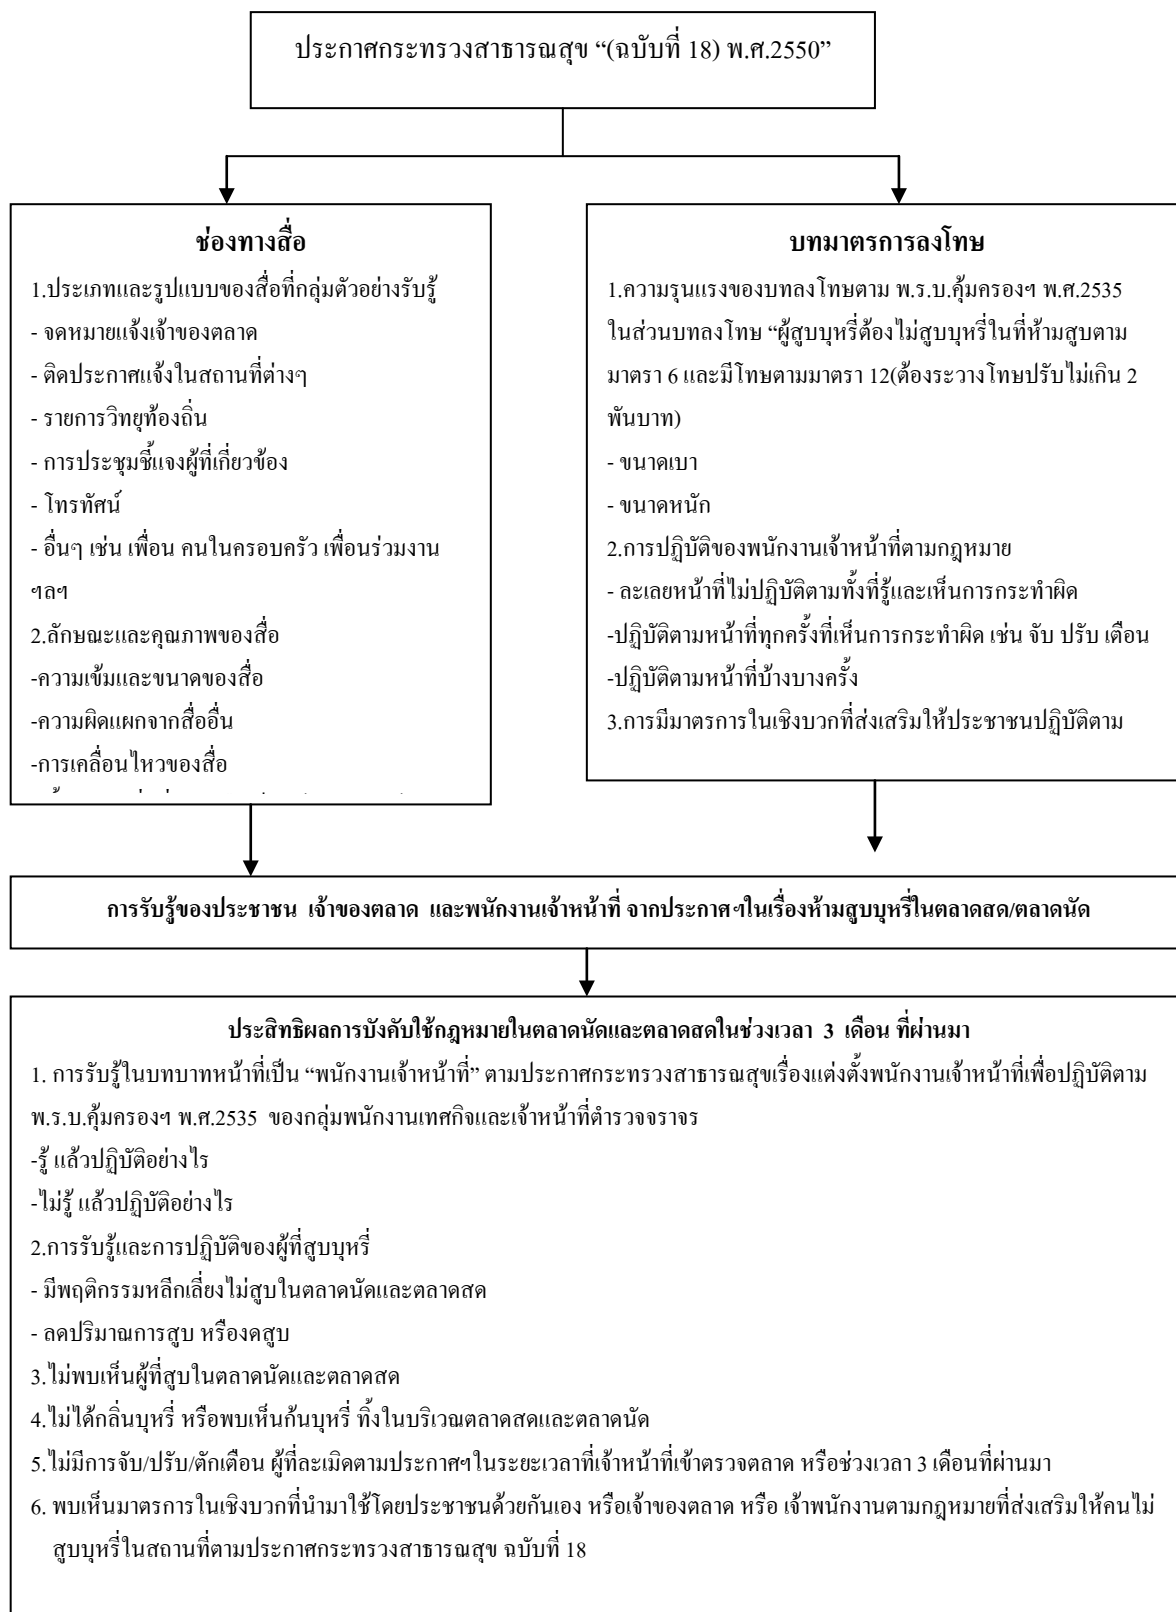 ประกาศกระทรวงสาธารณสุข “(ฉบับที่ 18) พ.ศ.2550”
ช่องทางสื่อ
1.ประเภทและรูปแบบของสื่อที่กลุ่มตัวอย่างรับรู้
- จดหมายแจ้งเจ้าของตลาด
- ติดประกาศแจ้งในสถานที่ต่างๆ
- รายการวิทยุท้องถิ่น
- การประชุมชี้แจงผู้ที่เกี่ยวข้อง
- โทรทัศน์
- อื่นๆ เช่น เพื่อน คนในครอบครัว เพื่อนร่วมงาน
ฯลฯ
2.ลักษณะและคุณภาพของสื่อ
-ความเข้มและขนาดของสื่อ
-ความผิดแผกจากสื่ออื่น
-การเคลื่อนไหวของสื่อ
บทมาตรการลงโทษ
1.ความรุนแรงของบทลงโทษตาม พ.ร.บ.คุ้มครองฯ พ.ศ.2535
ในส่วนบทลงโทษ “ผู้สูบบุหรี่ต้องไม่สูบบุหรี่ในที่ห้ามสูบตาม
มาตรา 6 และมีโทษตามมาตรา 12(ต้องระวางโทษปรับไม่เกิน 2
พันบาท)
- ขนาดเบา
- ขนาดหนัก
2.การปฏิบัติของพนักงานเจ้าหน้าที่ตามกฎหมาย
- ละเลยหน้าที่ไม่ปฏิบัติตามทั้งที่รู้และเห็นการกระทำผิด
-ปฏิบัติตามหน้าที่ทุกครั้งที่เห็นการกระทำผิด เช่น จับ ปรับ เตือน
-ปฏิบัติตามหน้าที่บ้างบางครั้ง
3.การมีมาตรการในเชิงบวกที่ส่งเสริมให้ประชาชนปฏิบัติตาม
การรับรู้ของประชาชน เจ้าของตลาด และพนักงานเจ้าหน้าที่ จากประกาศฯในเรื่องห้ามสูบบุหรี่ในตลาดสด/ตลาดนัด
ประสิทธิผลการบังคับใช้กฎหมายในตลาดนัดและตลาดสดในช่วงเวลา 3 เดือน ที่ผ่านมา
1. การรับรู้ในบทบาทหน้าที่เป็น “พนักงานเจ้าหน้าที่” ตามประกาศกระทรวงสาธารณสุขเรื่องแต่งตั้งพนักงานเจ้าหน้าที่เพื่อปฏิบัติตาม
พ.ร.บ.คุ้มครองฯ พ.ศ.2535 ของกลุ่มพนักงานเทศกิจและเจ้าหน้าที่ตำรวจจราจร
-รู้ แล้วปฏิบัติอย่างไร
-ไม่รู้ แล้วปฏิบัติอย่างไร
2.การรับรู้และการปฏิบัติของผู้ที่สูบบุหรี่
- มีพฤติกรรมหลีกเลี่ยงไม่สูบในตลาดนัดและตลาดสด
- ลดปริมาณการสูบ หรืองดสูบ
3.ไม่พบเห็นผู้ที่สูบในตลาดนัดและตลาดสด
4.ไม่ได้กลิ่นบุหรี่ หรือพบเห็นก้นบุหรี่ ทิ้งในบริเวณตลาดสดและตลาดนัด
5.ไม่มีการจับ/ปรับ/ตักเตือน ผู้ที่ละเมิดตามประกาศฯในระยะเวลาที่เจ้าหน้าที่เข้าตรวจตลาด หรือช่วงเวลา 3 เดือนที่ผ่านมา
6. พบเห็นมาตรการในเชิงบวกที่นำมาใช้โดยประชาชนด้วยกันเอง หรือเจ้าของตลาด หรือ เจ้าพนักงานตามกฎหมายที่ส่งเสริมให้คนไม่
สูบบุหรี่ในสถานที่ตามประกาศกระทรวงสาธารณสุข ฉบับที่ 18